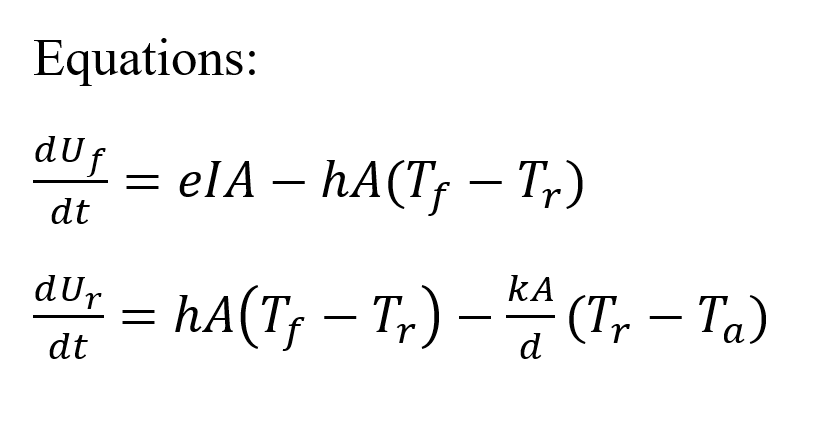 Equations:
dU_f/dt = eIA − hA(T_f − T_r)
dU_r/dt = hA(T_f − T_r) − kA/d (T_r − T_a)